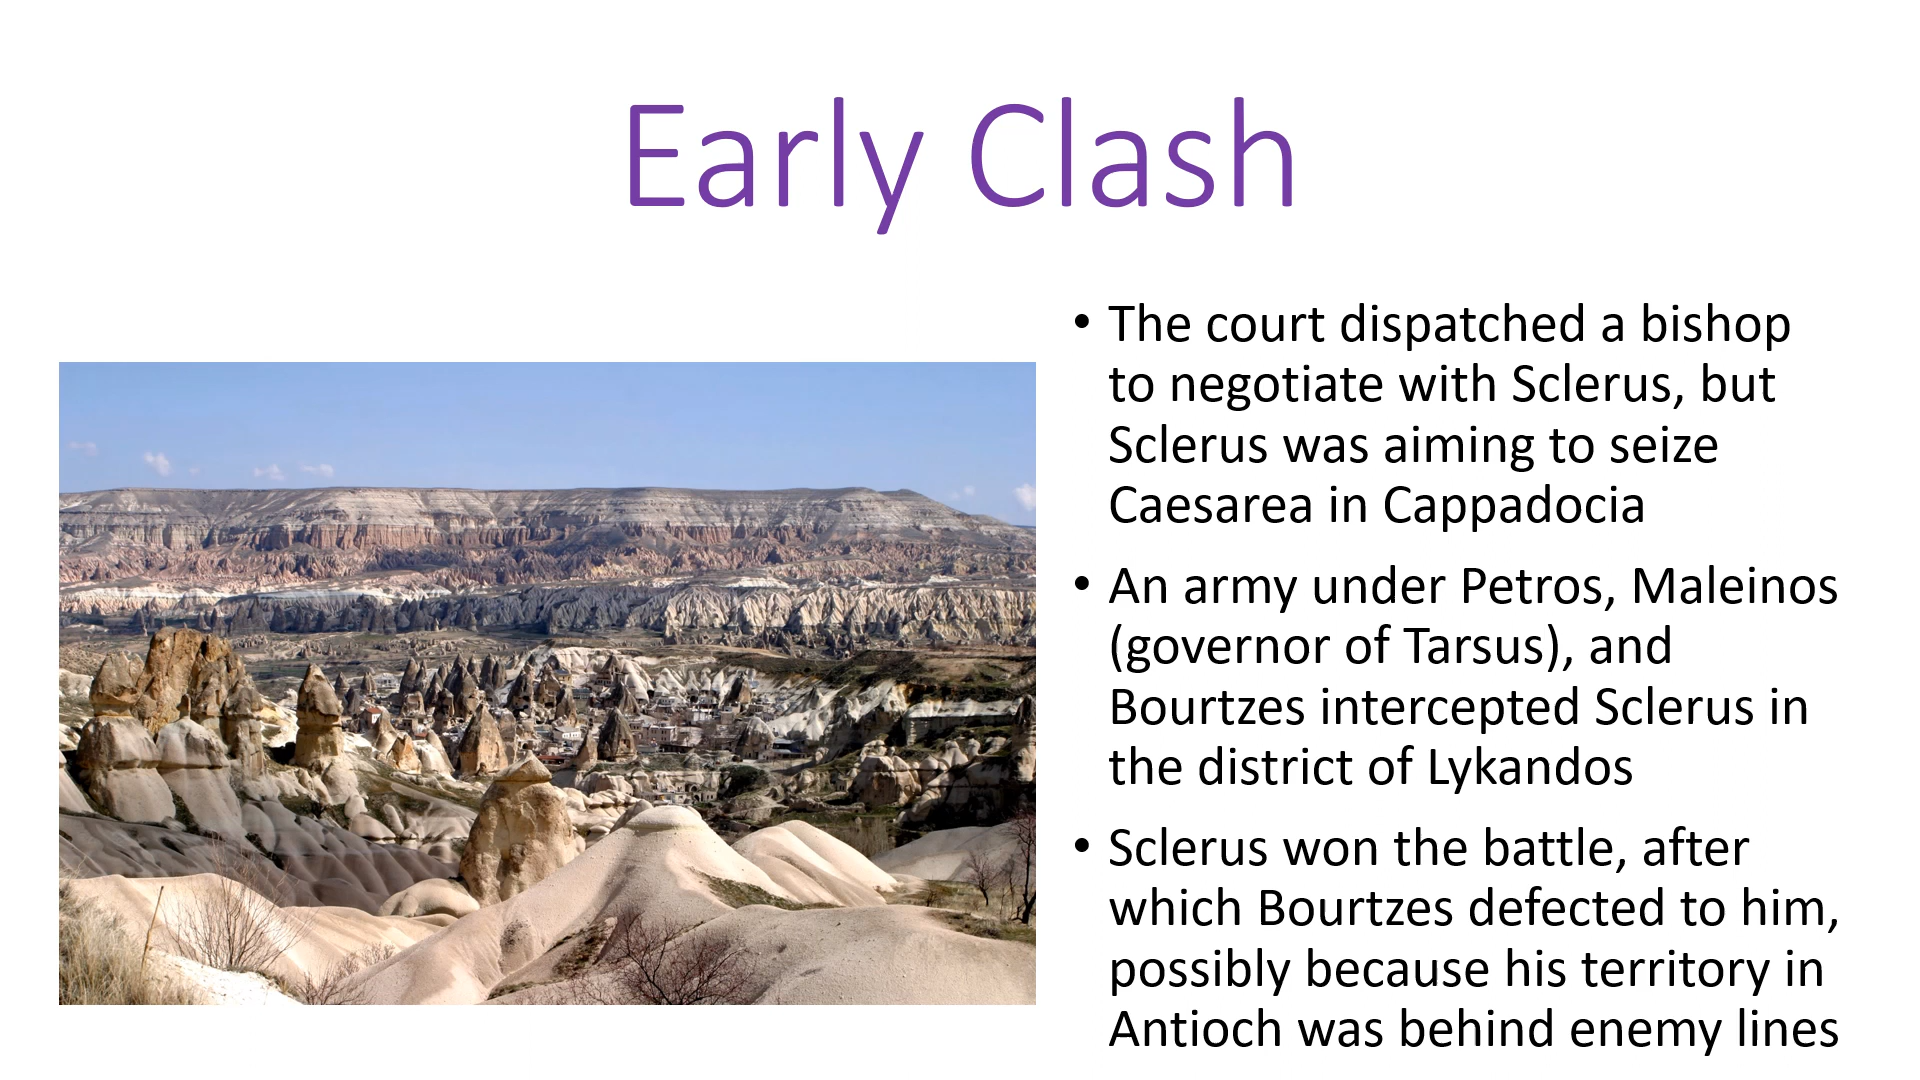 Early Clash
• The court dispatched a bishop
to negotiate with Sclerus, but
Sclerus was aiming to seize
Caesarea in Cappadocia
• An army under Petros, Maleinos
(governor of Tarsus), and
Bourtzes intercepted Sclerus in
the district of Lykandos
• Sclerus won the battle, after
which Bourtzes defected to him,
possibly because his territory in
Antioch was behind enemy lines